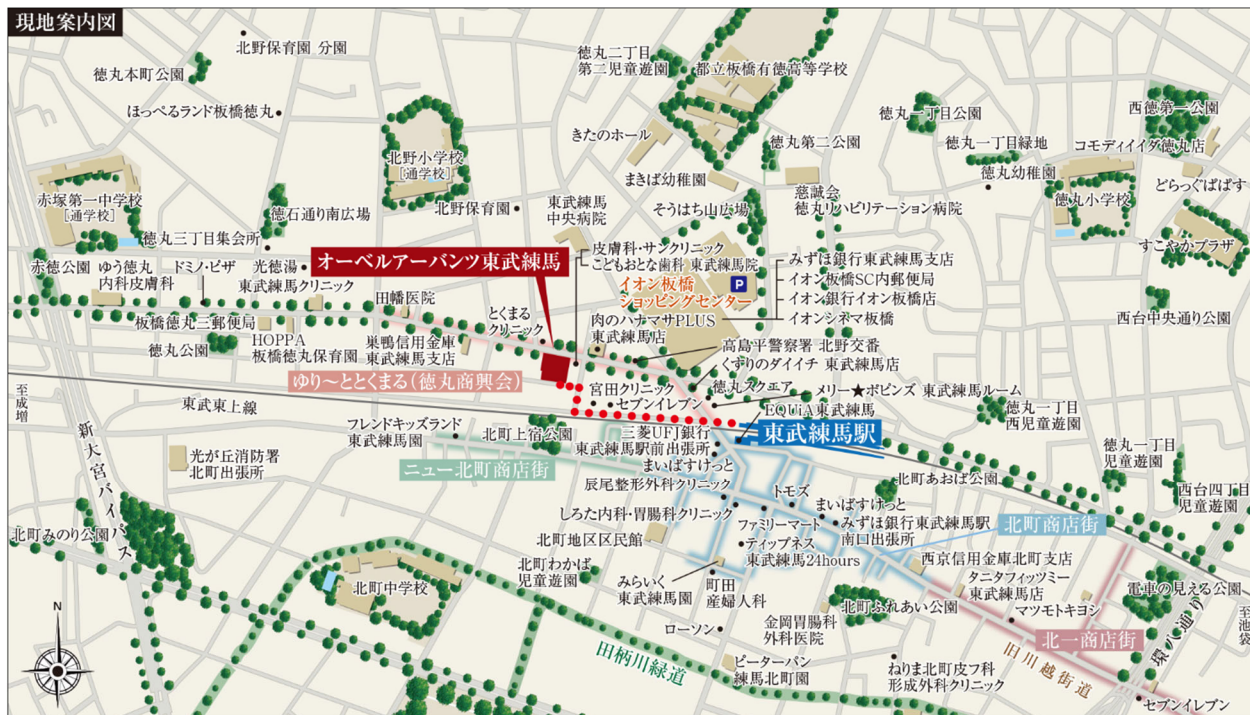 現地案内図
北野保育園 分園
徳丸本町公園
ほっぺるランド板橋徳丸
徳丸二丁目
第二児童遊園
都立板橋有徳高等学校
きたのホール
まきば幼稚園
徳丸第二公園
徳丸一丁目公園
西徳第一公園
徳丸一丁目緑地
コモディイイダ徳丸店
徳丸幼稚園
どらっぐぱぱす
徳丸小学校
すこやかプラザ
慈誠会
徳丸リハビリテーション病院
北野小学校
[通学校]
赤塚第一中学校
[通学校]
徳石通り南広場
北野保育園
東武練馬
中央病院
そうはち山広場
徳丸三丁目集会所
赤徳公園
ゆう徳丸
内科皮膚科
ドミノ・ピザ
光徳湯
東武練馬クリニック
オーベルアーバンツ東武練馬
皮膚科・サンクリニック
こどもおとな歯科 東武練馬院
イオン板橋
ショッピングセンター
P
みずほ銀行東武練馬支店
イオン板橋SC内郵便局
イオン銀行イオン板橋店
イオンシネマ板橋
西台中央通り公園
田幡医院
とくまる
クリニック
肉のハナマサPLUS
東武練馬店
板橋徳丸三郵便局
徳丸公園
HOPPA
板橋徳丸保育園
巣鴨信用金庫
東武練馬支店
高島平警察署 北野交番
くすりのダイイチ 東武練馬店
ゆり～ととくまる(徳丸商興会)
宮田クリニック
セブンイレブン
徳丸スクエア
メリー★ポピンズ 東武練馬ルーム
EQUiA東武練馬
東武練馬駅
徳丸一丁目
西児童遊園
至成増
東武東上線
新大宮バイパス
フレンドキッズランド
東武練馬園
北町上宿公園
三菱UFJ銀行
東武練馬駅前出張所
まいばすけっと
光が丘消防署
北町出張所
ニュー北町商店街
辰尾整形外科クリニック
トモズ
まいばすけっと
北町あおば公園
徳丸一丁目
児童遊園
西台四丁目
児童遊園
しろた内科・胃腸科クリニック
ファミリーマート
みずほ銀行東武練馬駅
南口出張所
北町商店街
北町みのり公園
北町地区区民館
ティップネス
東武練馬24hours
西京信用金庫北町支店
北町中学校
北町わかば
児童遊園
みらいく
東武練馬園
町田
産婦人科
タニタフィッツミー
東武練馬店
マツモトキヨシ
電車の見える公園
至池袋
ローソン
金岡胃腸科
外科医院
北町ふれあい公園
北一商店街
環八通り
田柄川緑道
ピーターパン
練馬北町園
ねりま北町皮フ科
形成外科クリニック
旧川越街道
セブンイレブン
N